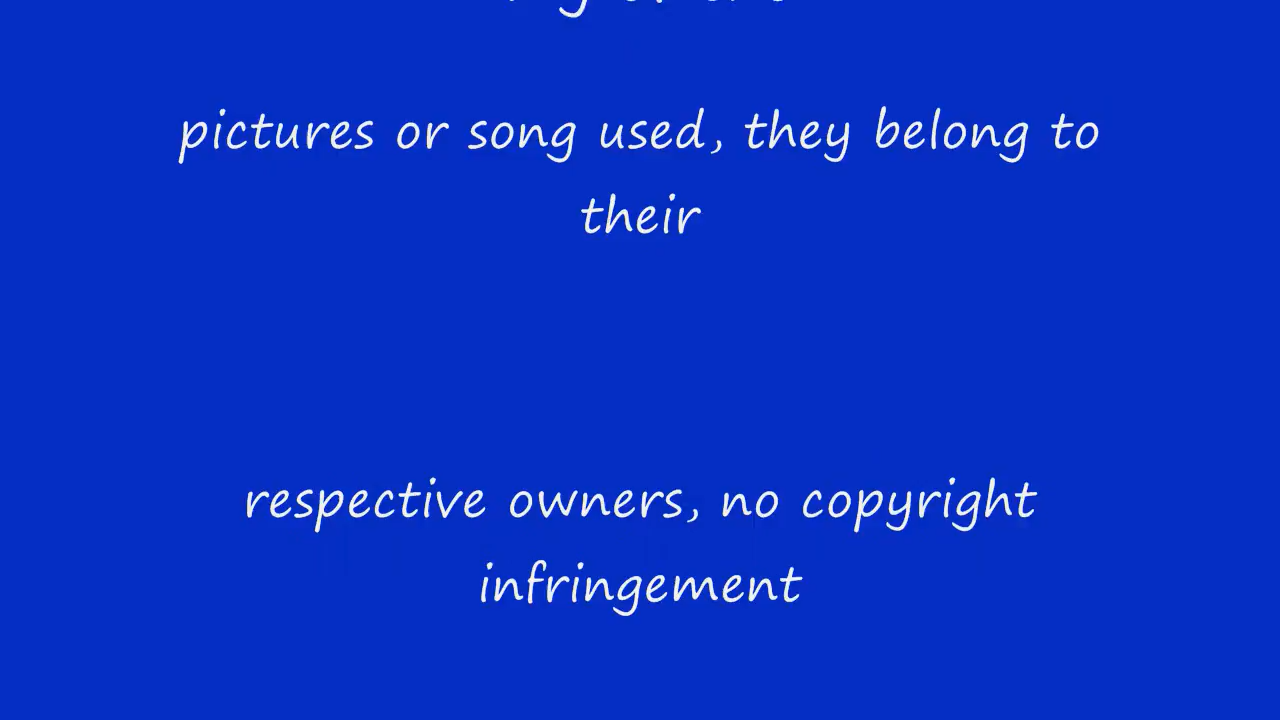 pictures or song used, they belong to
their
respective owners, no copyright
infringement